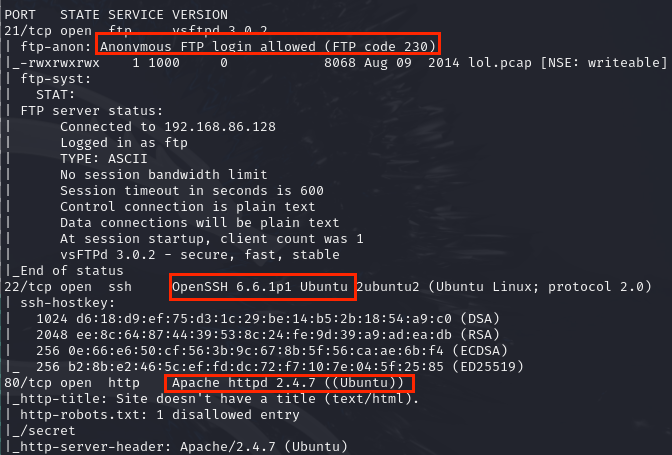 PORT   STATE SERVICE VERSION
21/tcp open  ftp     vsftpd 3.0.2
| ftp-anon: Anonymous FTP login allowed (FTP code 230)
|_-rwxrwxrwx    1 1000     0            8068 Aug 09  2014 lol.pcap [NSE: writeable]
| ftp-syst:
|   STAT:
| FTP server status:
|      Connected to 192.168.86.128
|      Logged in as ftp
|      TYPE: ASCII
|      No session bandwidth limit
|      Session timeout in seconds is 600
|      Control connection is plain text
|      Data connections will be plain text
|      At session startup, client count was 1
|      vsFTPd 3.0.2 - secure, fast, stable
|_End of status
22/tcp open  ssh     OpenSSH 6.6.1p1 Ubuntu 2ubuntu2 (Ubuntu Linux; protocol 2.0)
| ssh-hostkey:
|   1024 d6:18:d9:ef:75:d3:1c:29:be:14:b5:2b:18:54:a9:c0 (DSA)
|   2048 ee:8c:64:87:44:39:53:8c:24:fe:9d:39:a9:ad:ea:db (RSA)
|   256 0e:66:e6:50:cf:56:3b:9c:67:8b:5f:56:ca:ae:6b:f4 (ECDSA)
|_  256 b2:8b:e2:46:5c:ef:fd:dc:72:f7:10:7e:04:5f:25:85 (ED25519)
80/tcp open  http    Apache httpd 2.4.7 ((Ubuntu))
|_http-title: Site doesn't have a title (text/html).
| http-robots.txt: 1 disallowed entry
|_/secret
|_http-server-header: Apache/2.4.7 (Ubuntu)